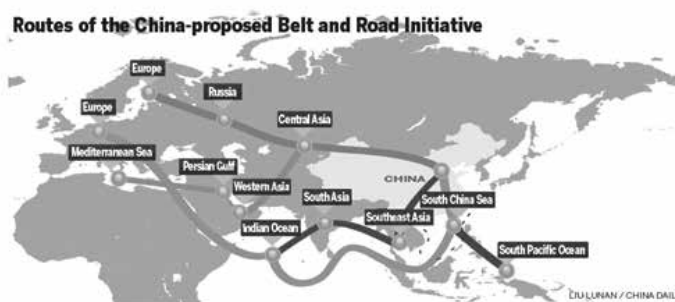 Routes of the China-proposed Belt and Road Initiative
Europe
Russia
Europe
Central Asia
Mediterranean Sea
Persian Gulf
Western Asia
CHINA
South Asia
South China Sea
Southeast Asia
Indian Ocean
South Pacific Ocean
LIU LUNAN / CHINA DAIL